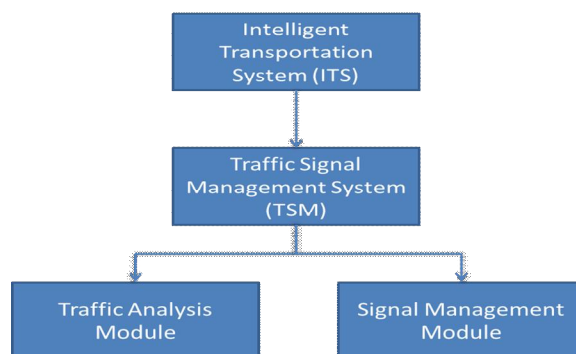 Intelligent
Transportation
System (ITS)
Traffic Signal
Management System
(TSM)
Traffic Analysis
Module
Signal Management
Module